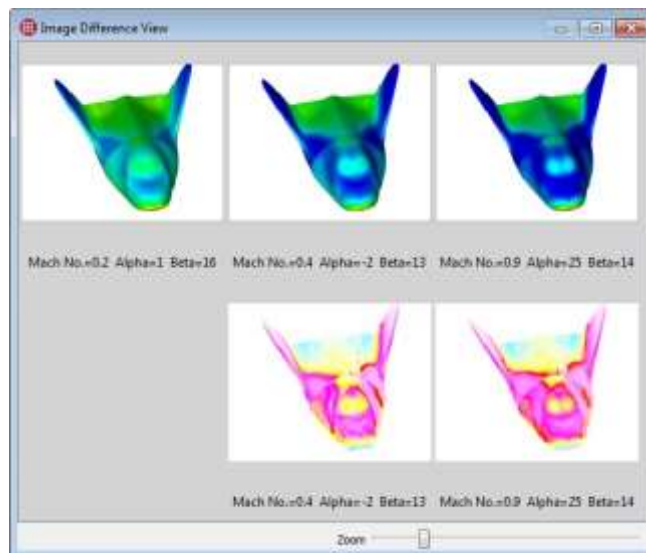 Image Difference View
Mach No.=0.2 Alpha=1 Beta=16 Mach No.=0.4 Alpha=-2 Beta=13 Mach No.=0.9 Alpha=25 Beta=14
Mach No.=0.4 Alpha=-2 Beta=13 Mach No.=0.9 Alpha=25 Beta=14
Zoom